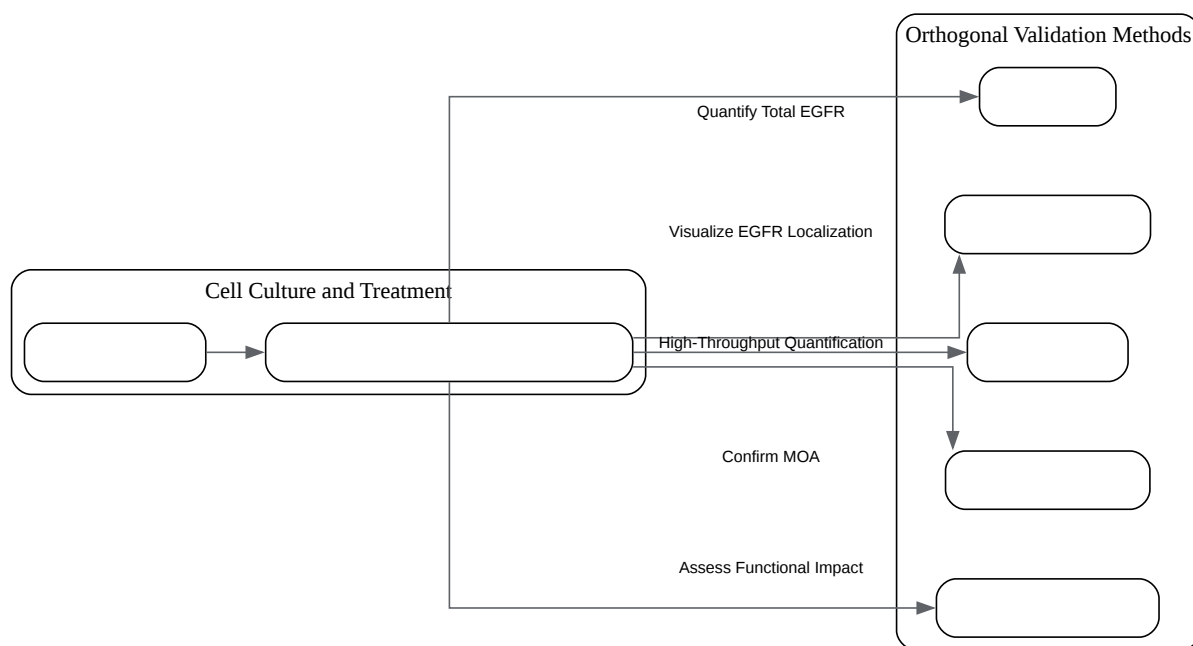 Orthogonal Validation Methods
Quantify Total EGFR
Visualize EGFR Localization
Cell Culture and Treatment
High-Throughput Quantification
Confirm MOA
Assess Functional Impact